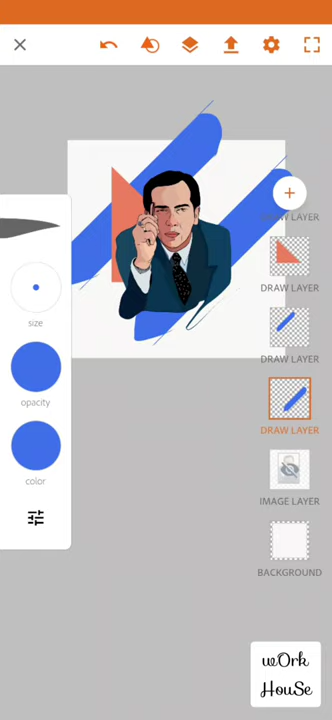 DRAW LAYER
DRAW LAYER
size
DRAW LAYER
opacity
DRAW LAYER
color
IMAGE LAYER
BACKGROUND
wOrk
HouSe